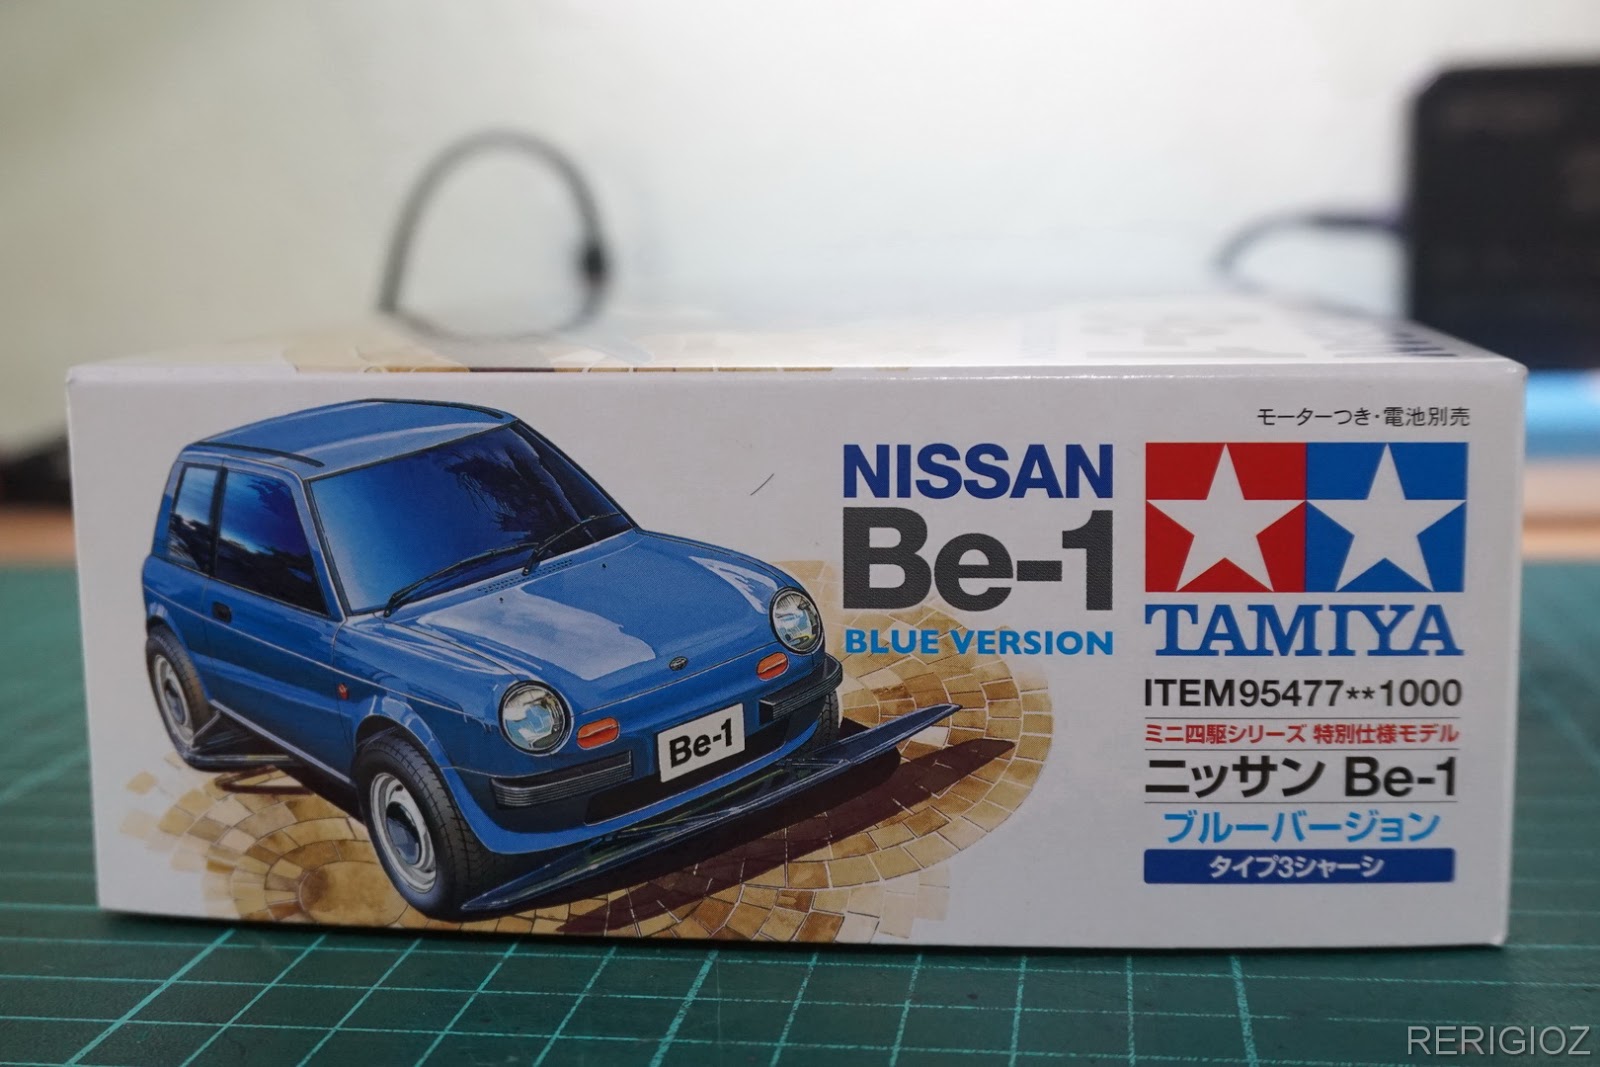 モーターつき・電池別売
NISSAN
Be-1
BLUE VERSION
Be-1
TAMIYA
ITEM95477**1000
ミニ四駆シリーズ 特別仕様モデル
ニッサン Be-1
ブルーバージョン
タイプ3シャーシ
RERIGIOZ